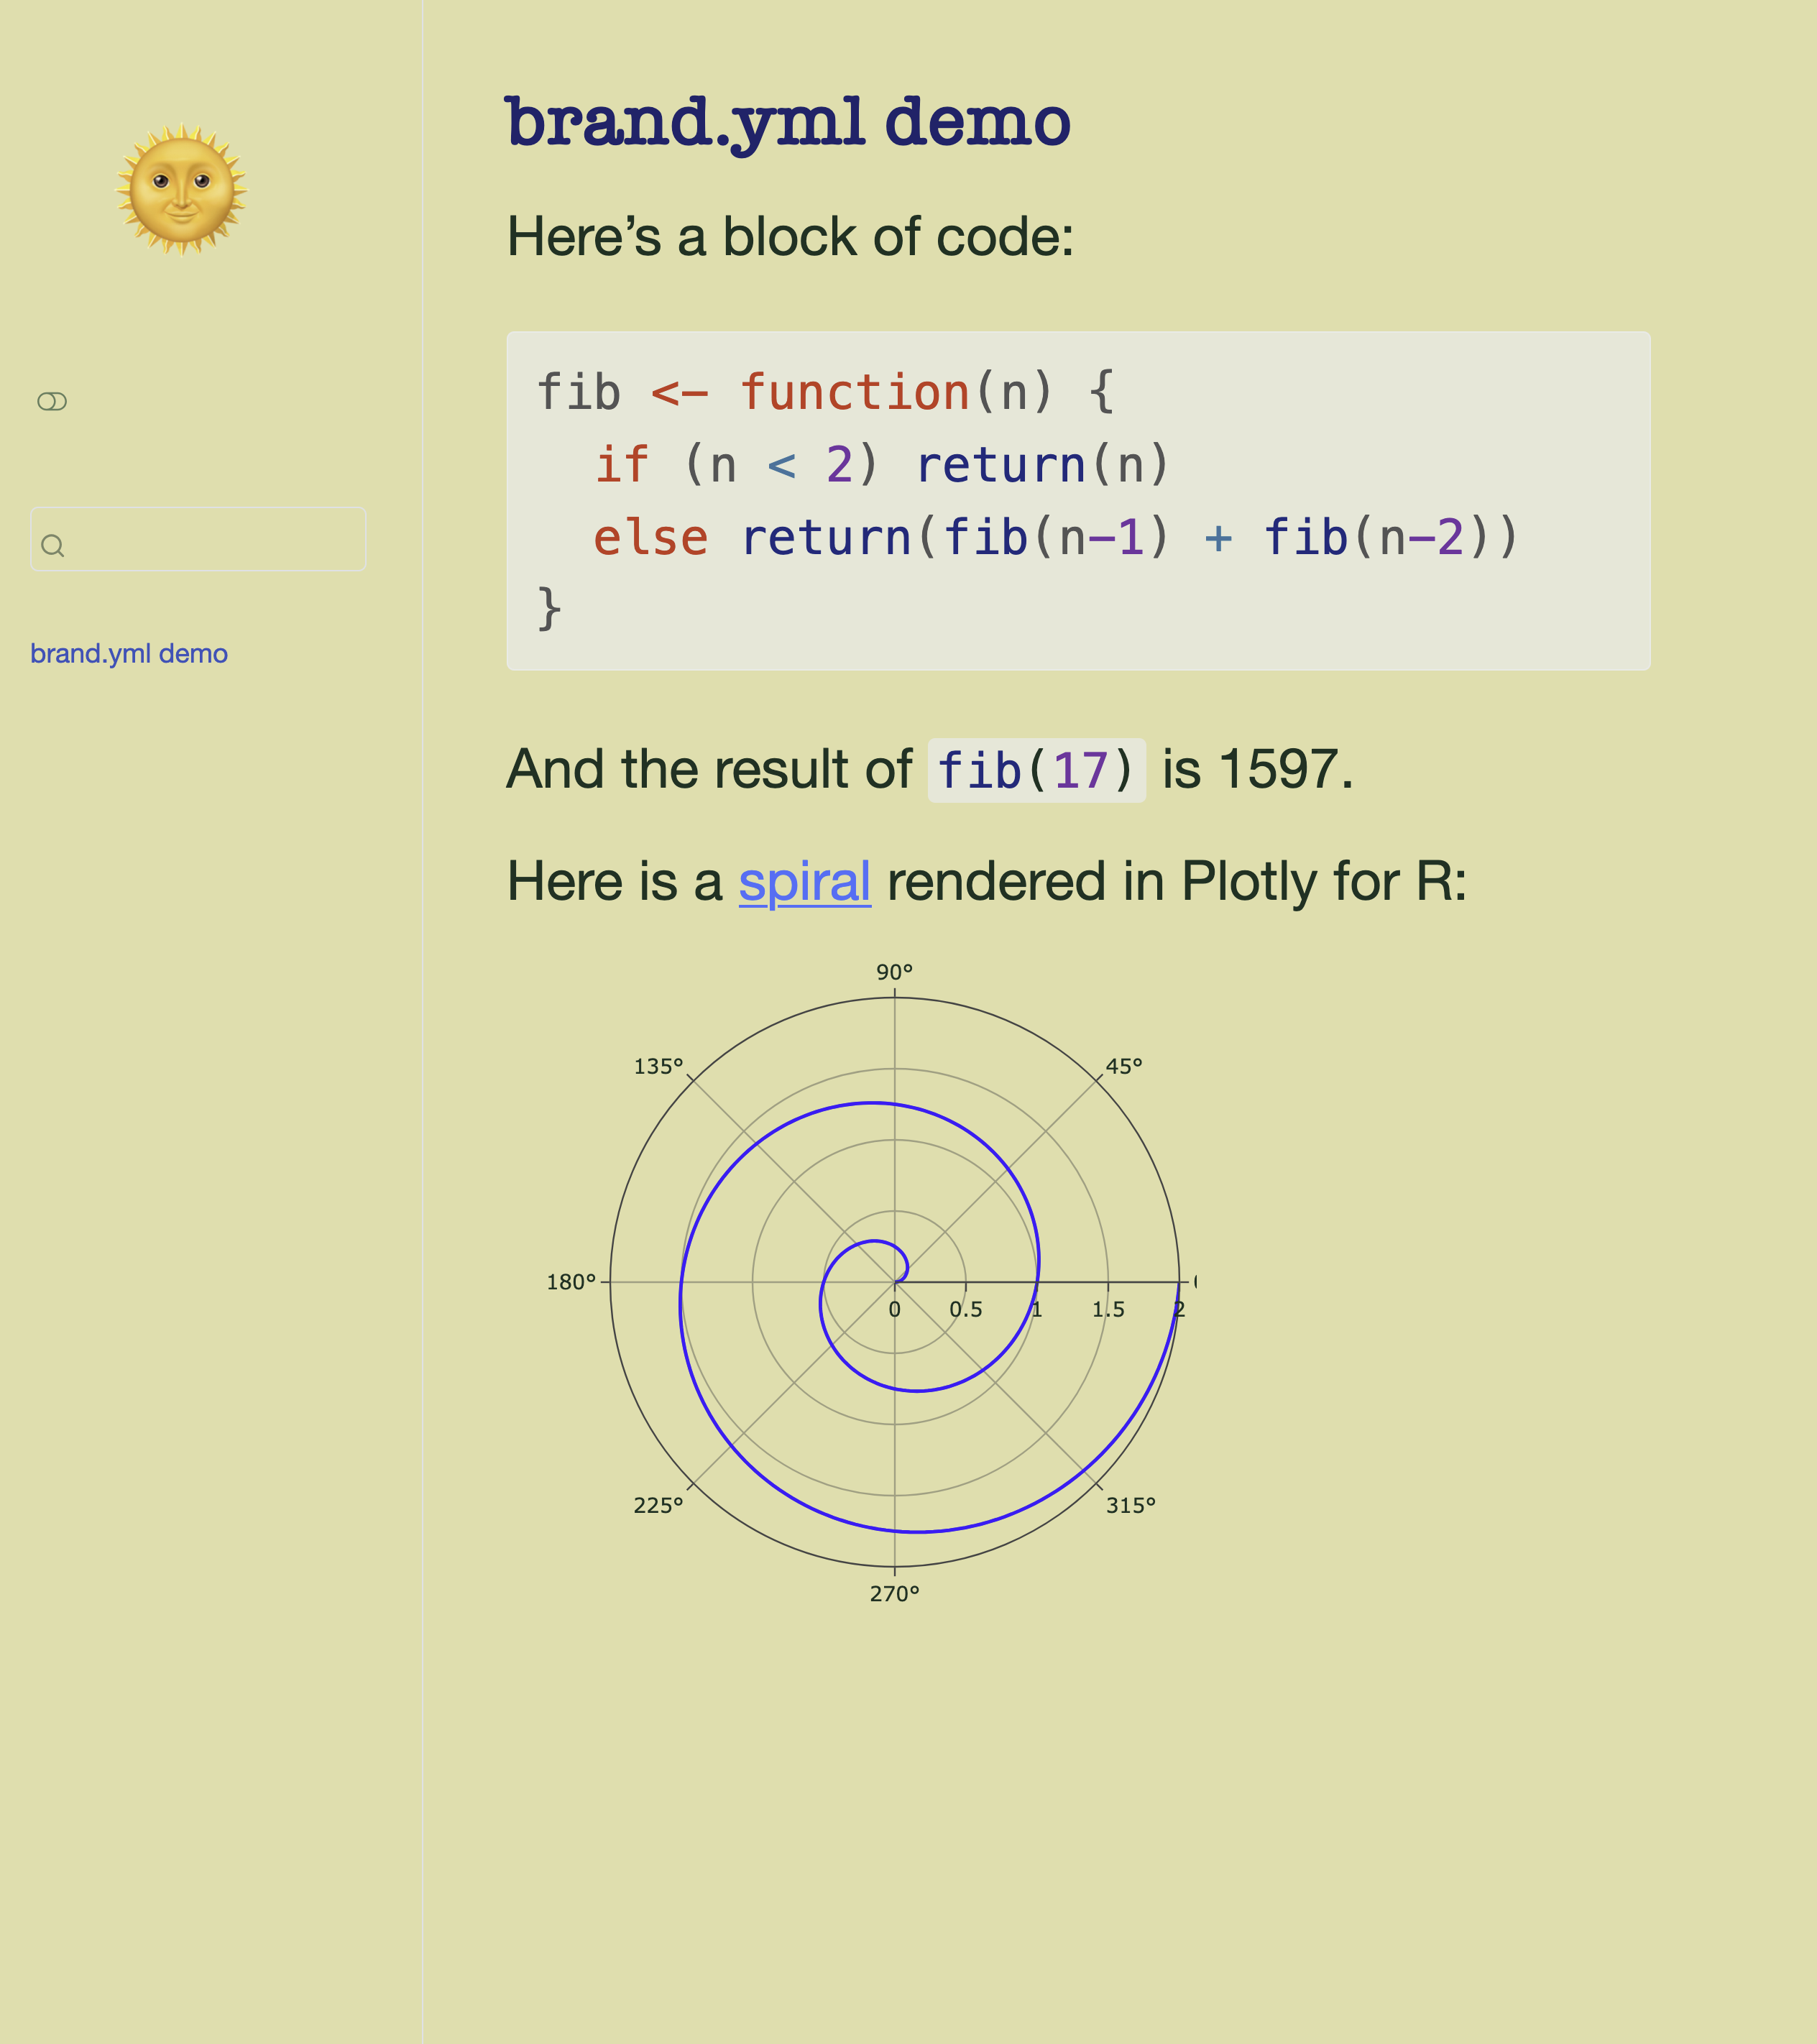 brand.yml demo
brand.yml demo
Here’s a block of code:
fib <- function(n) {
  if (n < 2) return(n)
  else return(fib(n-1) + fib(n-2))
}
And the result of fib(17) is 1597.
Here is a spiral rendered in Plotly for R:
90°
135°
45°
180°
0
0.5
1
1.5
2
225°
315°
270°